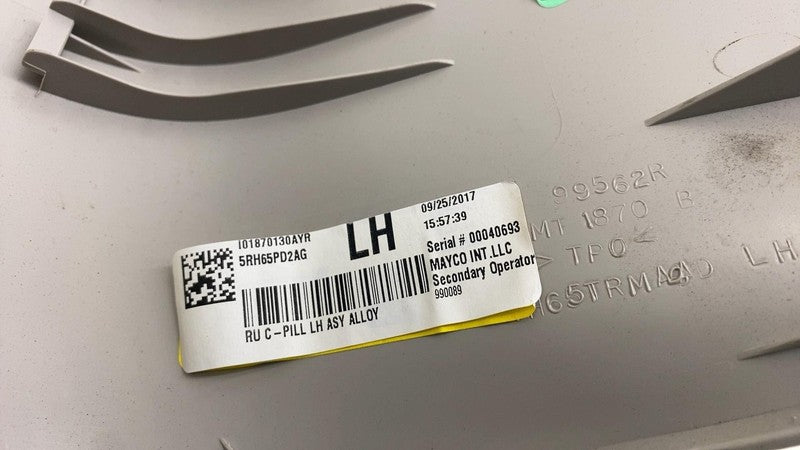 I01870130AYR
5RH65PD2AG
LH
09/25/2017
15:57:39
Serial # 00040693
MAYCO INT.LLC
Secondary Operator
990089
RU C-PILL LH ASY ALLOY
99562R
MT 1870 B
> TPO <
LH